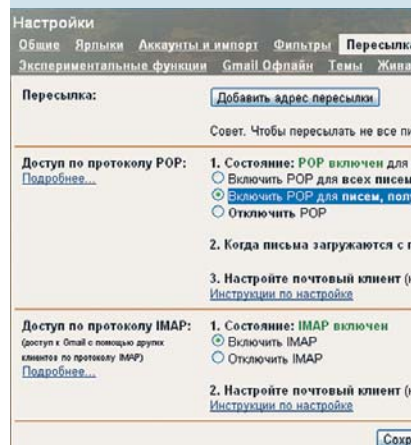 Настройки
Общие Ярлыки Аккаунты и импорт Фильтры Пересылка
Экспериментальные функции Gmail Офлайн Темы
Пересылка:
Добавить адрес пересылки
Совет. Чтобы пересылать не все
Доступ по протоколу POP:
Подробнее...
1. Состояние: POP включен для
Включить POP для всех писем
Включить POP для писем,
Отключить POP
2. Когда письма загружаются с
3. Настройте почтовый клиент
Инструкции по настройке
Доступ по протоколу IMAP:
(доступ к Gmail с помощью других
клиентов по протоколу IMAP)
Подробнее...
1. Состояние: IMAP включен
Включить IMAP
Отключить IMAP
2. Настройте почтовый клиент
Инструкции по настройке